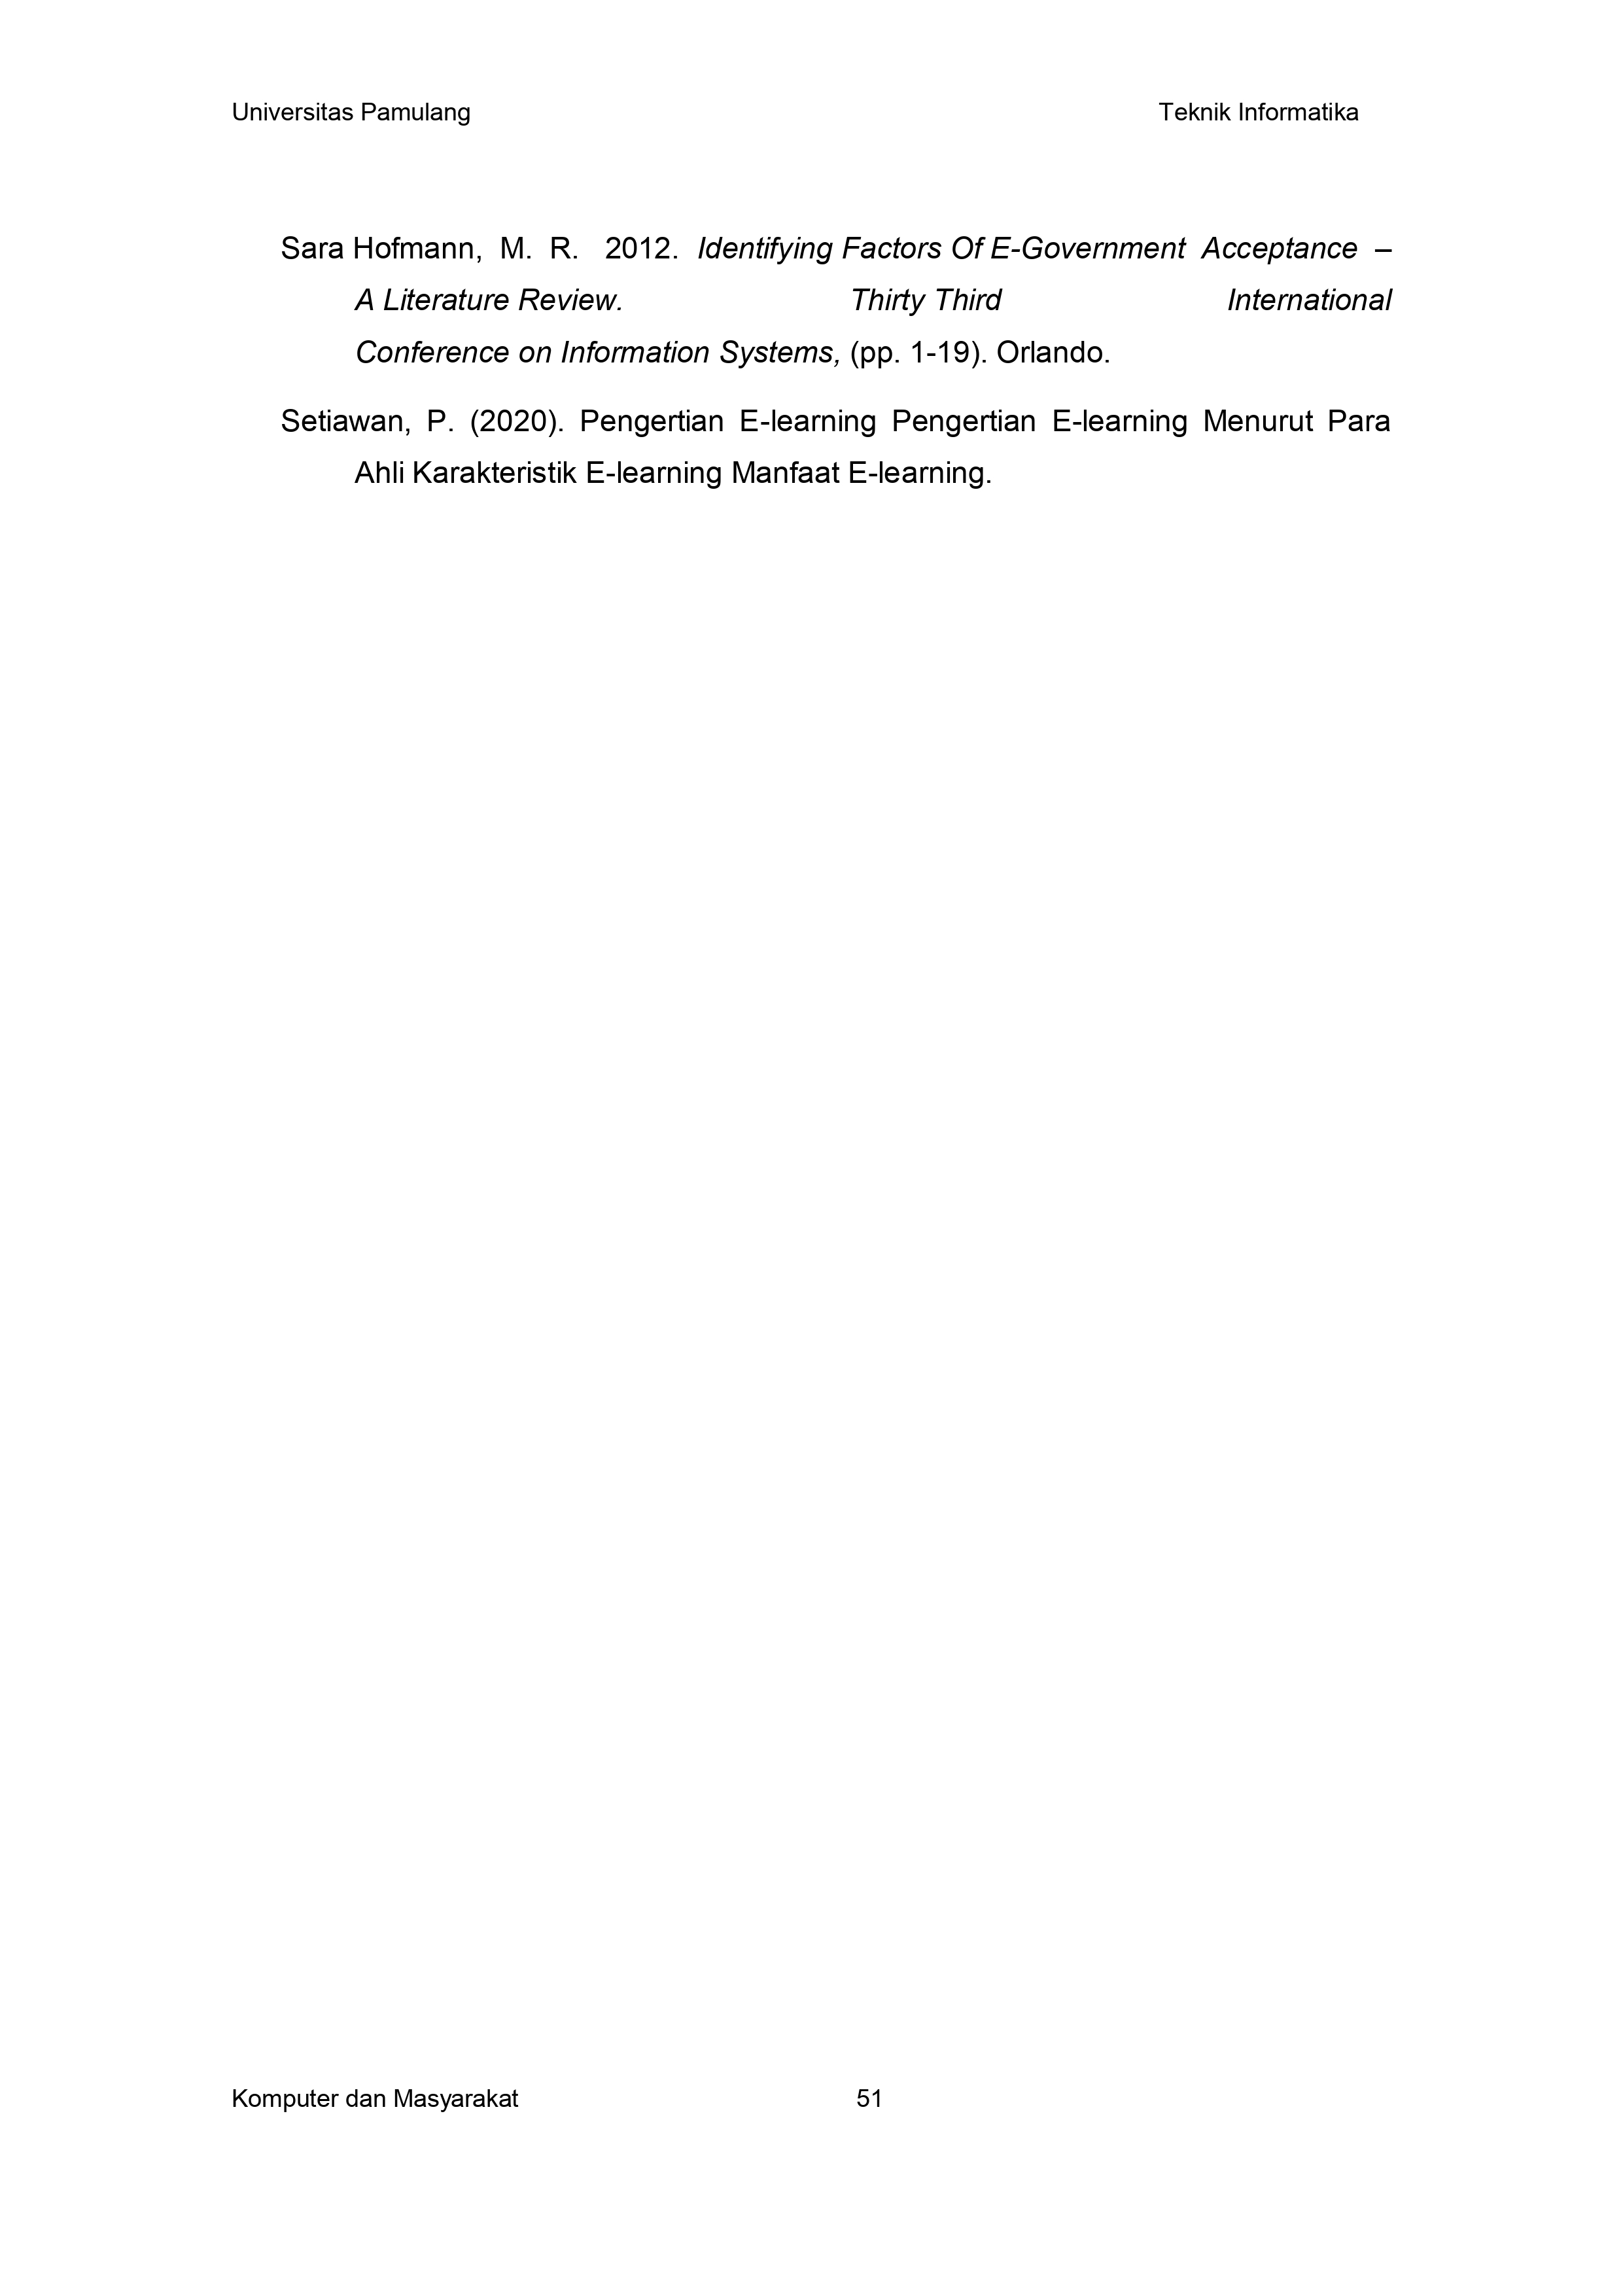 Universitas Pamulang Teknik Informatika
Sara Hofmann, M. R. 2012. Identifying Factors Of E-Government Acceptance –
A Literature Review. Thirty Third International
Conference on Information Systems, (pp. 1-19). Orlando.
Setiawan, P. (2020). Pengertian E-learning Pengertian E-learning Menurut Para
Ahli Karakteristik E-learning Manfaat E-learning.
Komputer dan Masyarakat 51